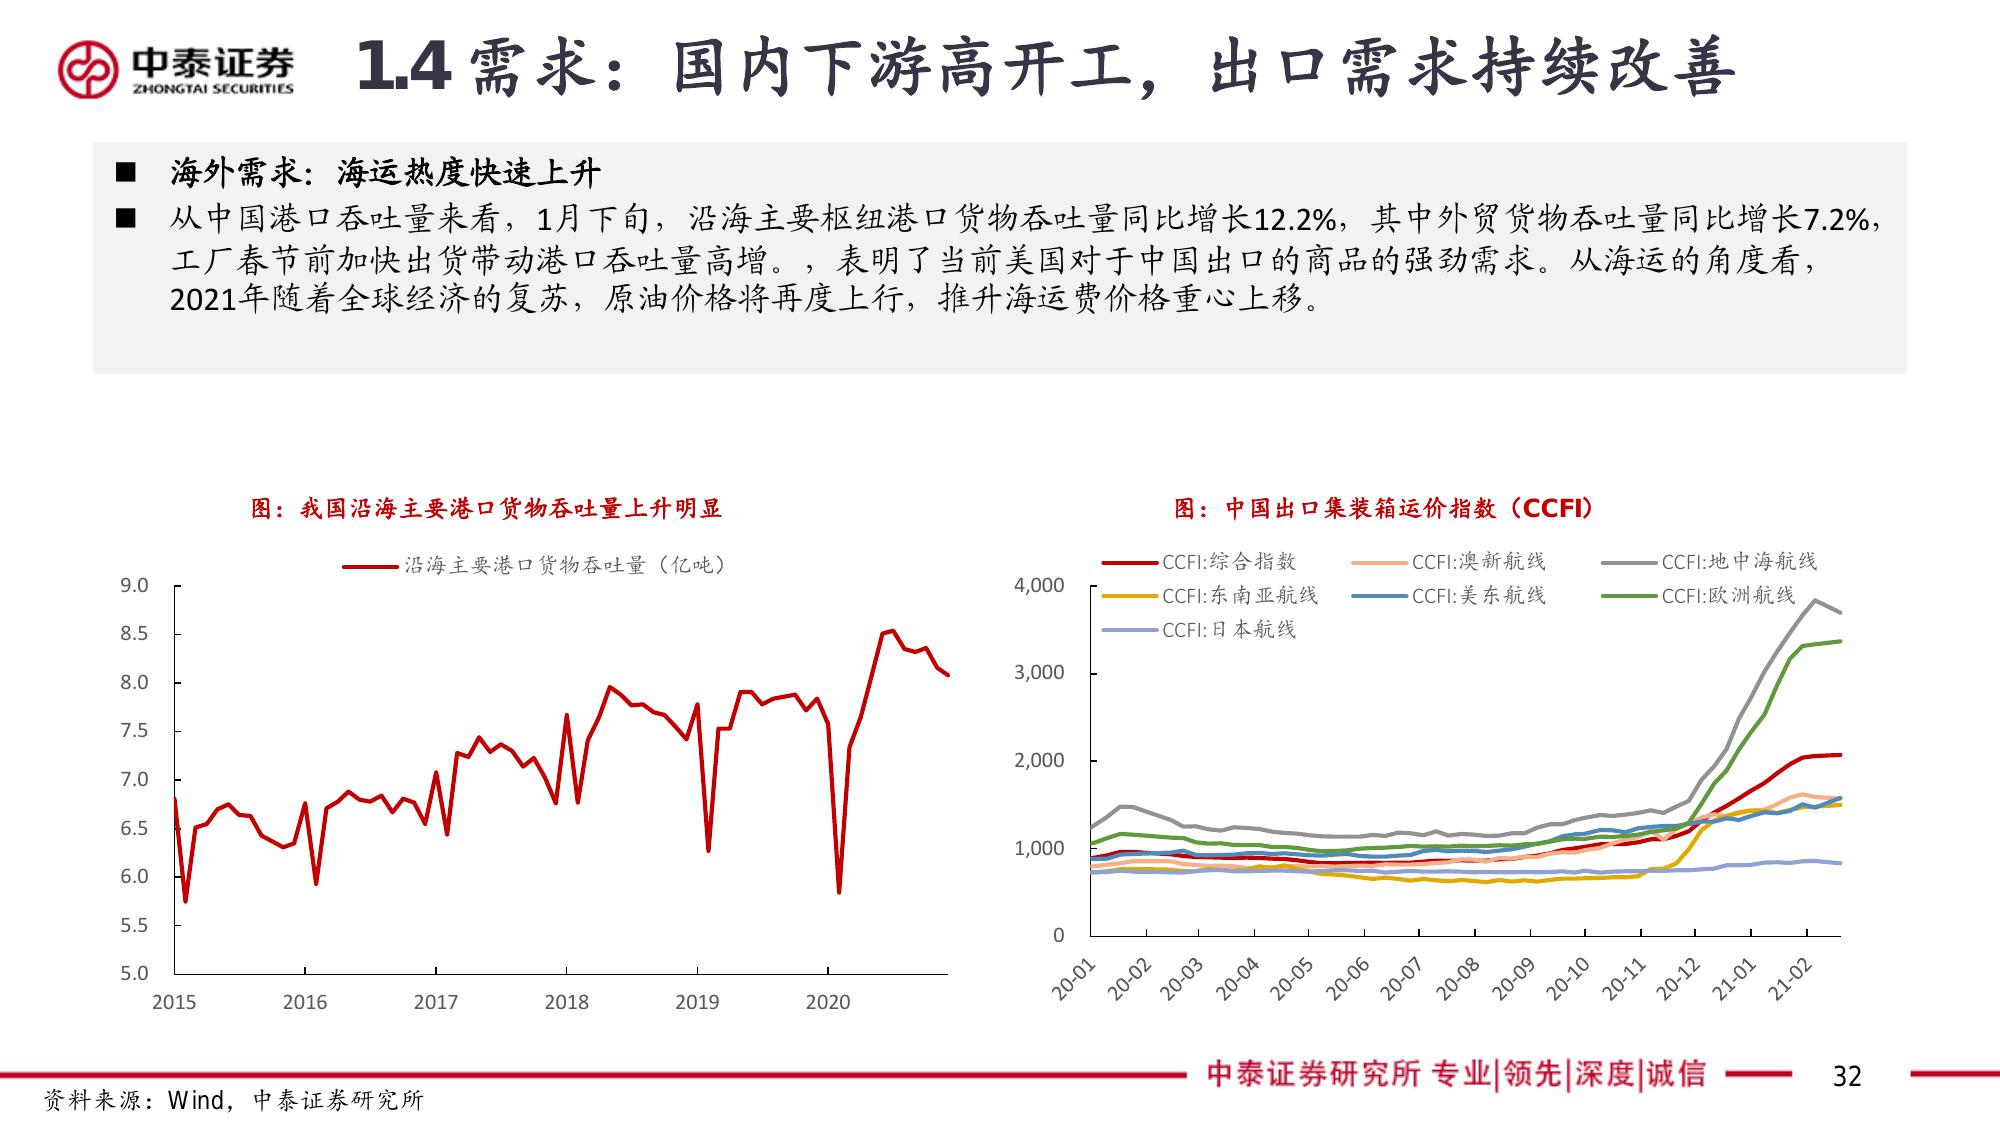 中泰证券
ZHONGTAI SECURITIES
1.4 需求：国内下游高开工，出口需求持续改善
■ 海外需求：海运热度快速上升
■ 从中国港口吞吐量来看，1月下旬，沿海主要枢纽港口货物吞吐量同比增长12.2%，其中外贸货物吞吐量同比增长7.2%，
工厂春节前加快出货带动港口吞吐量高增。，表明了当前美国对于中国出口的商品的强劲需求。从海运的角度看，
2021年随着全球经济的复苏，原油价格将再度上行，推升海运费价格重心上移。
图：我国沿海主要港口货物吞吐量上升明显
沿海主要港口货物吞吐量（亿吨）
9.0
8.5
8.0
7.5
7.0
6.5
6.0
5.5
5.0
2015 2016 2017 2018 2019 2020
图：中国出口集装箱运价指数（CCFI）
CCFI:综合指数 CCFI:澳新航线 CCFI:地中海航线
CCFI:东南亚航线 CCFI:美东航线 CCFI:欧洲航线
CCFI:日本航线
4,000
3,000
2,000
1,000
0
20-01 20-02 20-03 20-04 20-05 20-06 20-07 20-08 20-09 20-10 20-11 20-12 21-01 21-02
中泰证券研究所 专业|领先|深度|诚信
32
资料来源：Wind，中泰证券研究所